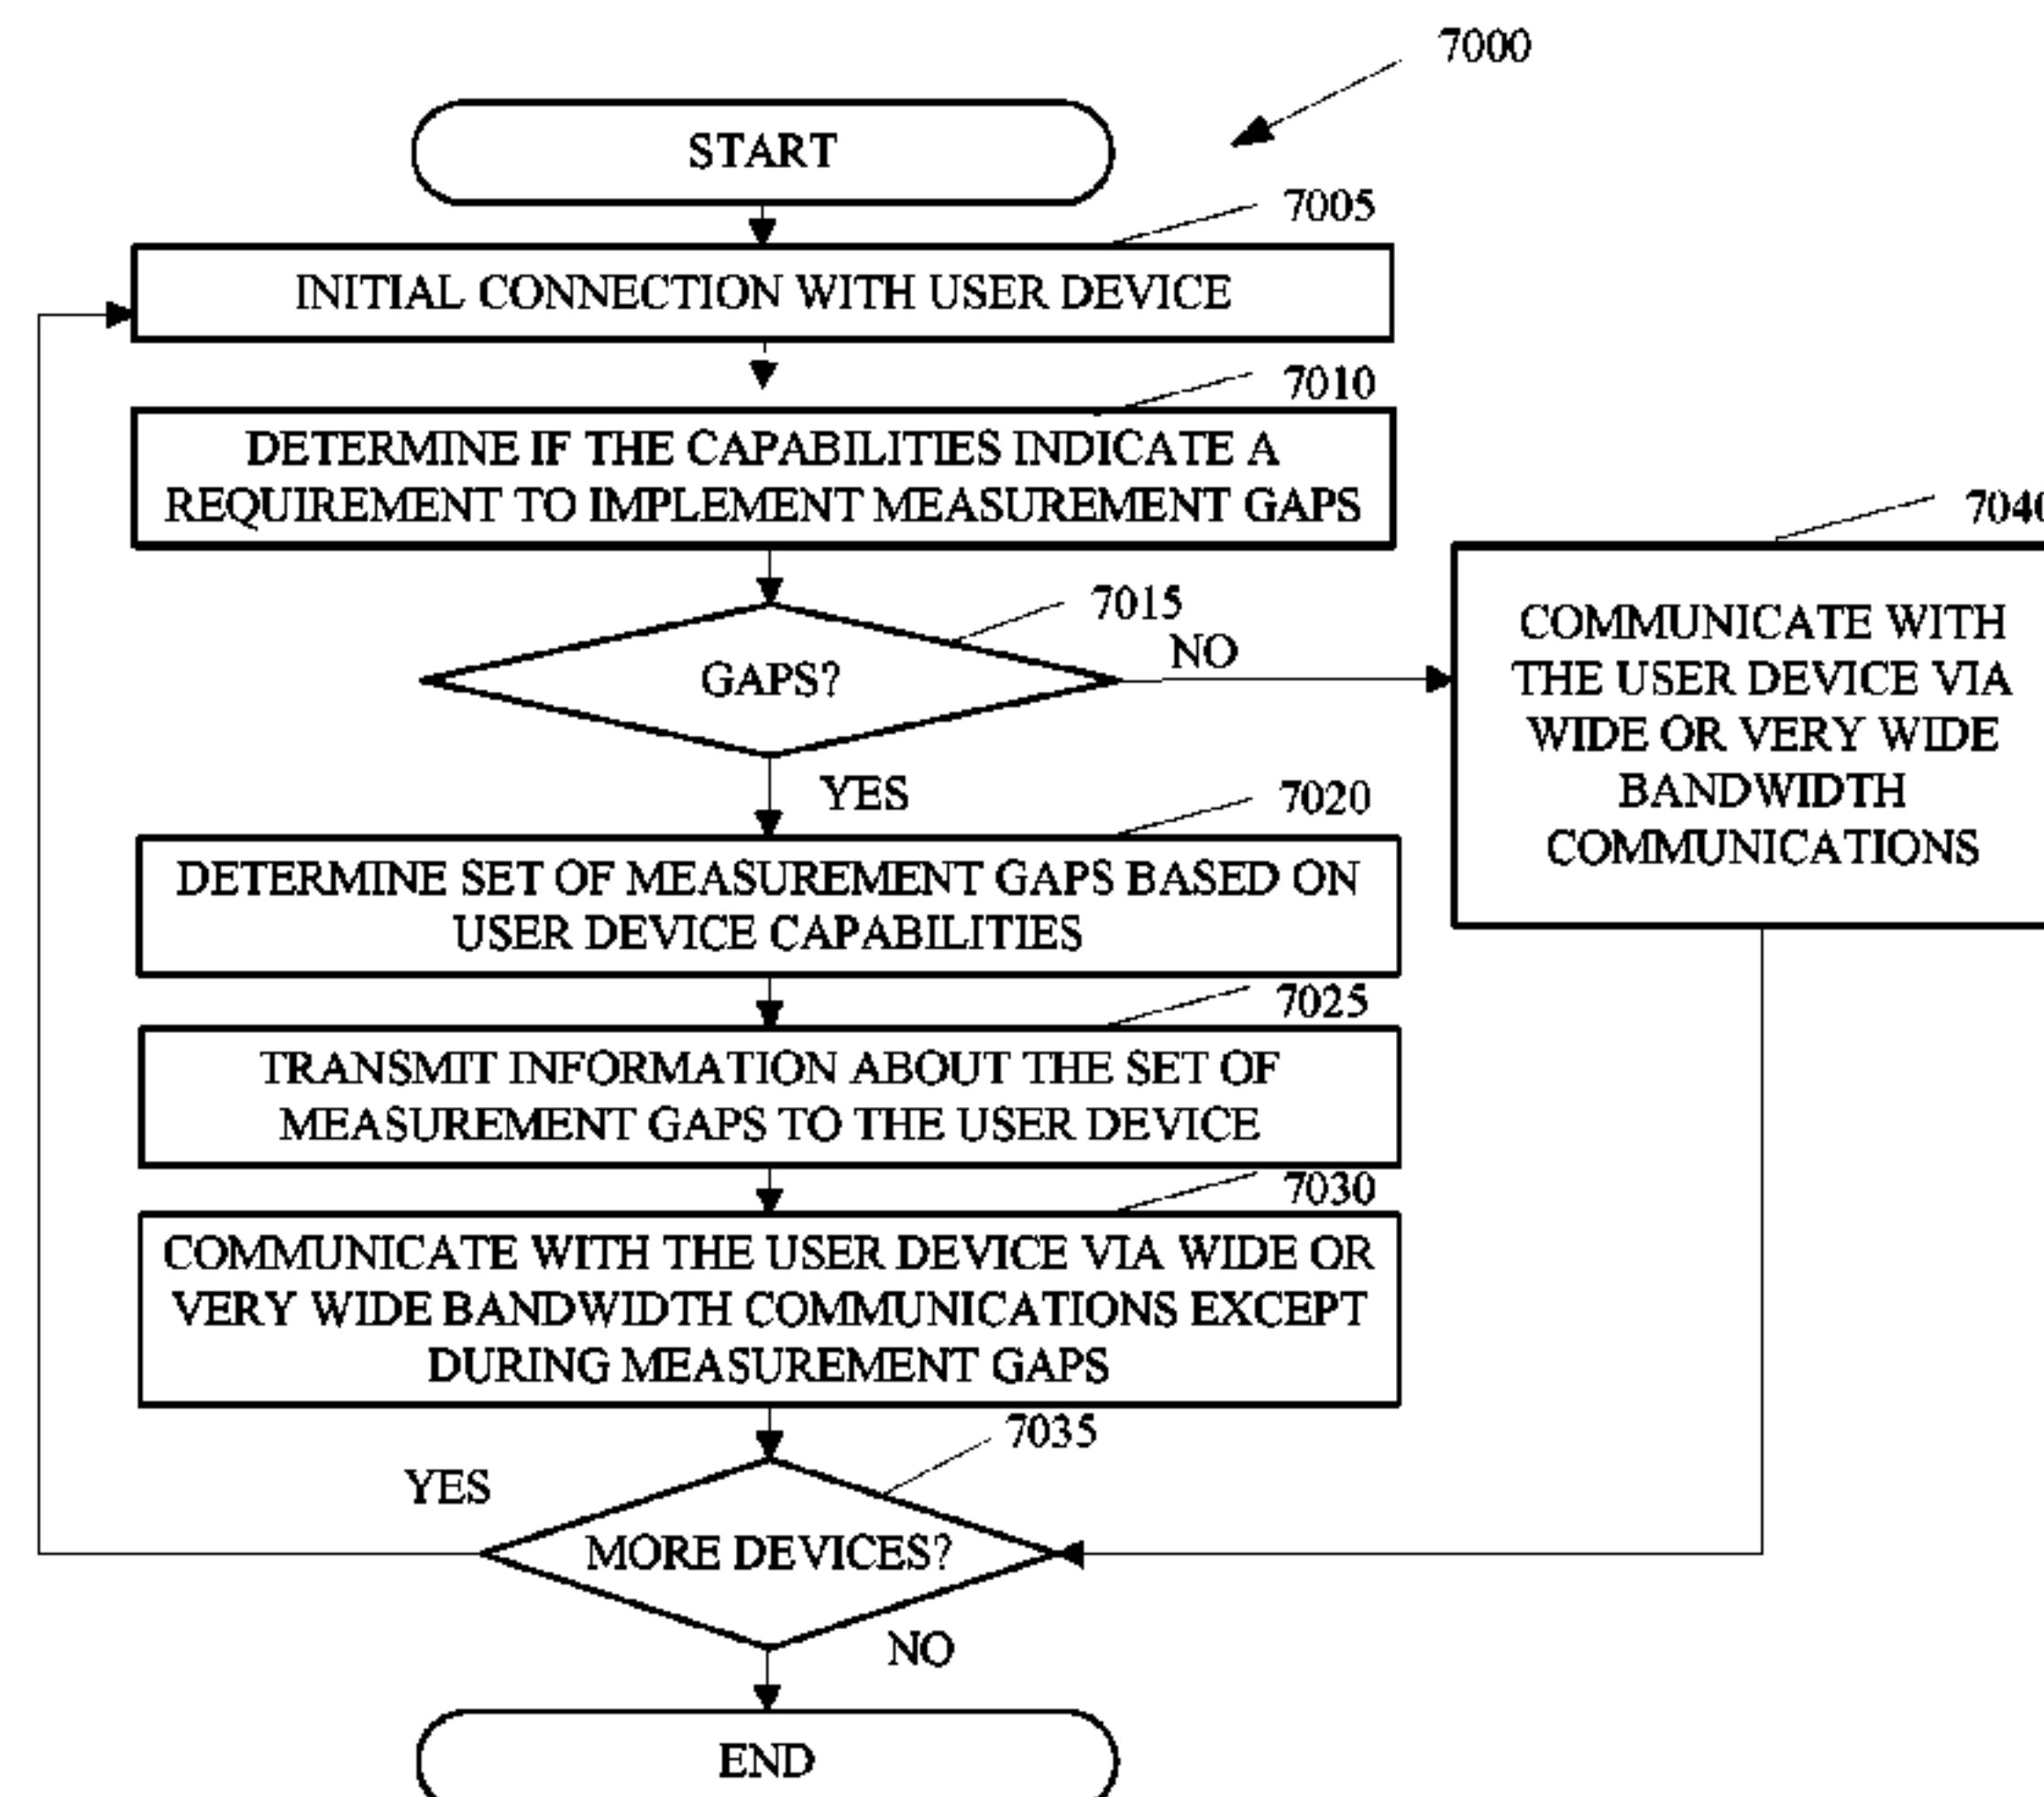 7000
START
7005
INITIAL CONNECTION WITH USER DEVICE
7010
DETERMINE IF THE CAPABILITIES INDICATE A
REQUIREMENT TO IMPLEMENT MEASUREMENT GAPS
7015
GAPS?
NO
7040
COMMUNICATE WITH
THE USER DEVICE VIA
WIDE OR VERY WIDE
BANDWIDTH
COMMUNICATIONS
YES
7020
DETERMINE SET OF MEASUREMENT GAPS BASED ON
USER DEVICE CAPABILITIES
7025
TRANSMIT INFORMATION ABOUT THE SET OF
MEASUREMENT GAPS TO THE USER DEVICE
7030
COMMUNICATE WITH THE USER DEVICE VIA WIDE OR
VERY WIDE BANDWIDTH COMMUNICATIONS EXCEPT
DURING MEASUREMENT GAPS
7035
YES
MORE DEVICES?
NO
END